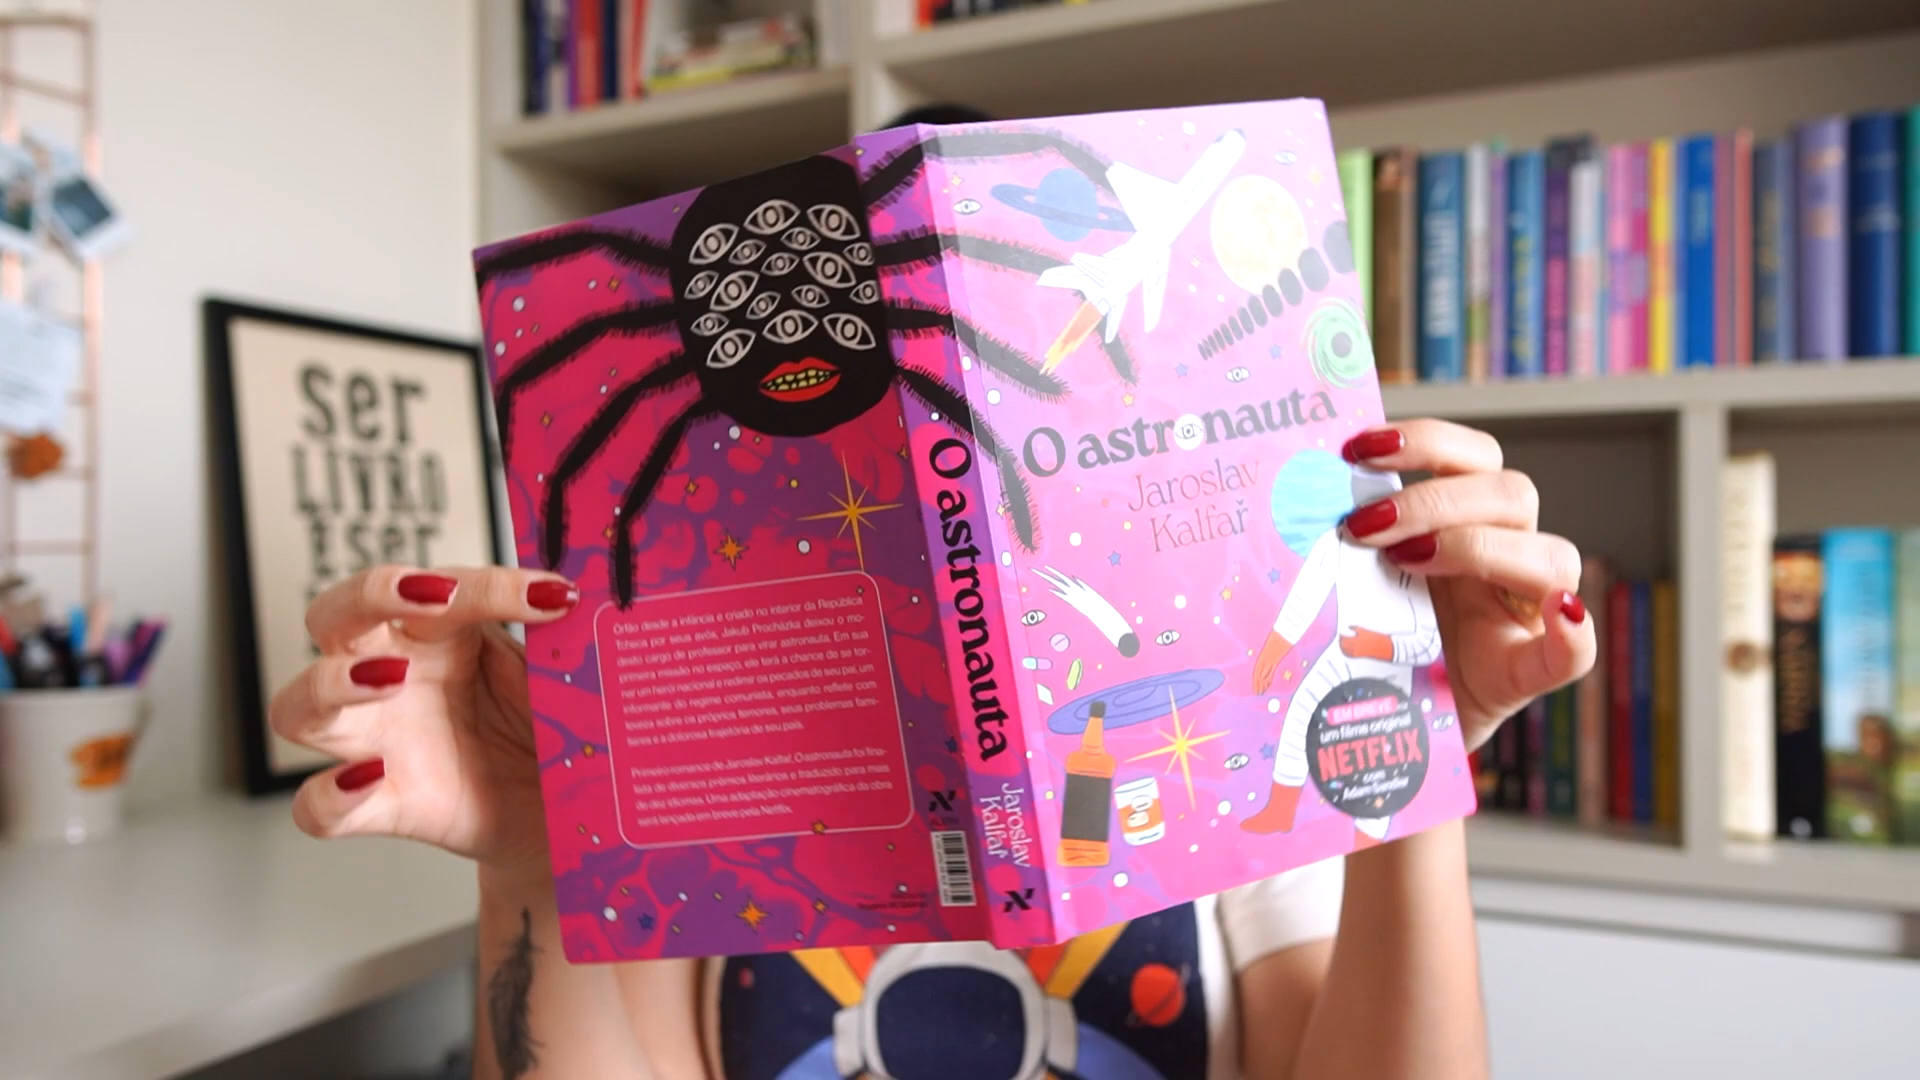 ser
LIVRO
E ser
Órfão desde a infância e criado no interior da República
Tcheca por seus avós, Jakub Procházka deixou o mo-
desto cargo de professor para virar astronauta. Em sua
primeira missão no espaço, ele terá a chance de se tor-
nar um herói nacional e redimir os pecados de seu pai, um
informante do regime comunista, enquanto reflete com
leveza sobre os próprios temores, seus problemas fami-
liares e a dolorosa trajetória de seu país.
Primeiro romance de Jaroslav Kalfař, O astronauta foi fina-
lista de diversos prêmios literários e traduzido para mais
de dez idiomas. Uma adaptação cinematográfica da obra
será lançada em breve pela Netflix.
O astronauta
Jaroslav
Kalfař
O astronauta
Jaroslav
Kalfař
EM BREVE
um filme original
NETFLIX
com
Adam Sandler